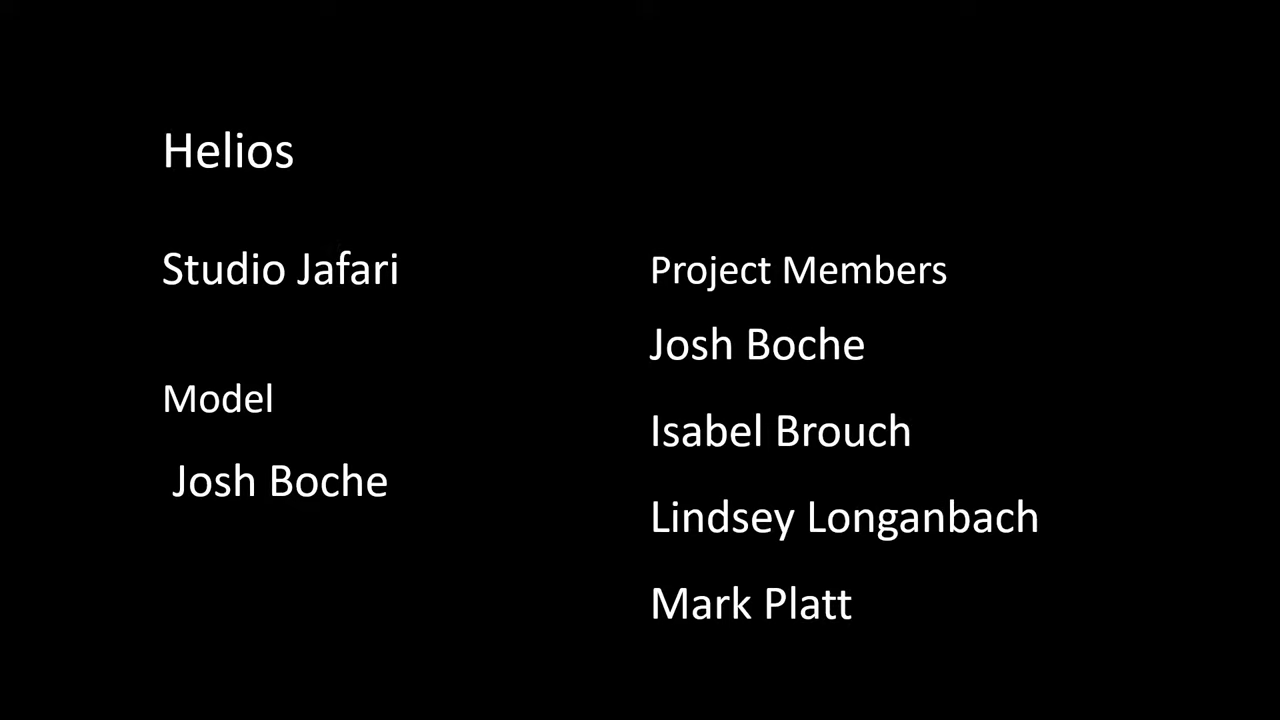 Helios
Studio Jafari
Model
Josh Boche
Project Members
Josh Boche
Isabel Brouch
Lindsey Longanbach
Mark Platt